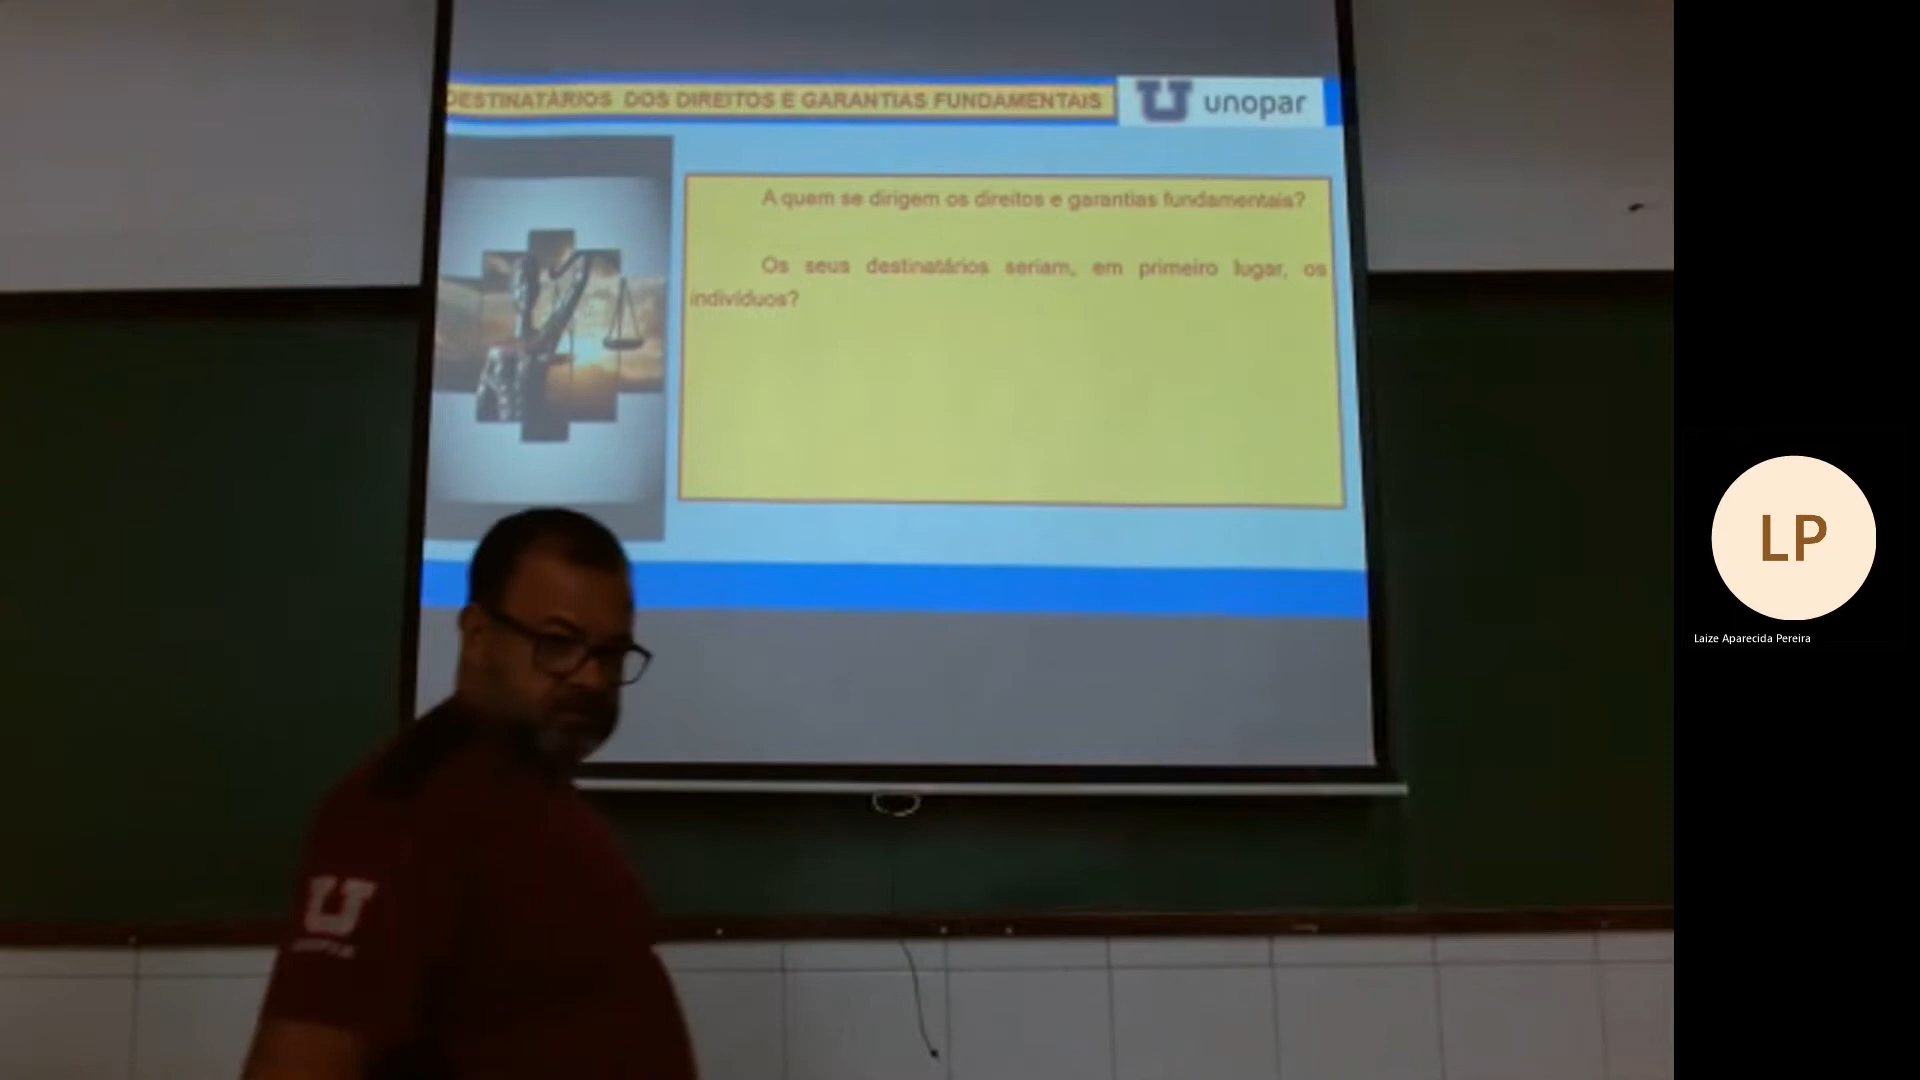 DESTINATÁRIOS DOS DIREITOS E GARANTIAS FUNDAMENTAIS
unopar
A quem se dirigem os direitos e garantias fundamentais?
Os seus destinatários seriam, em primeiro lugar, os
indivíduos?
LP
Laize Aparecida Pereira